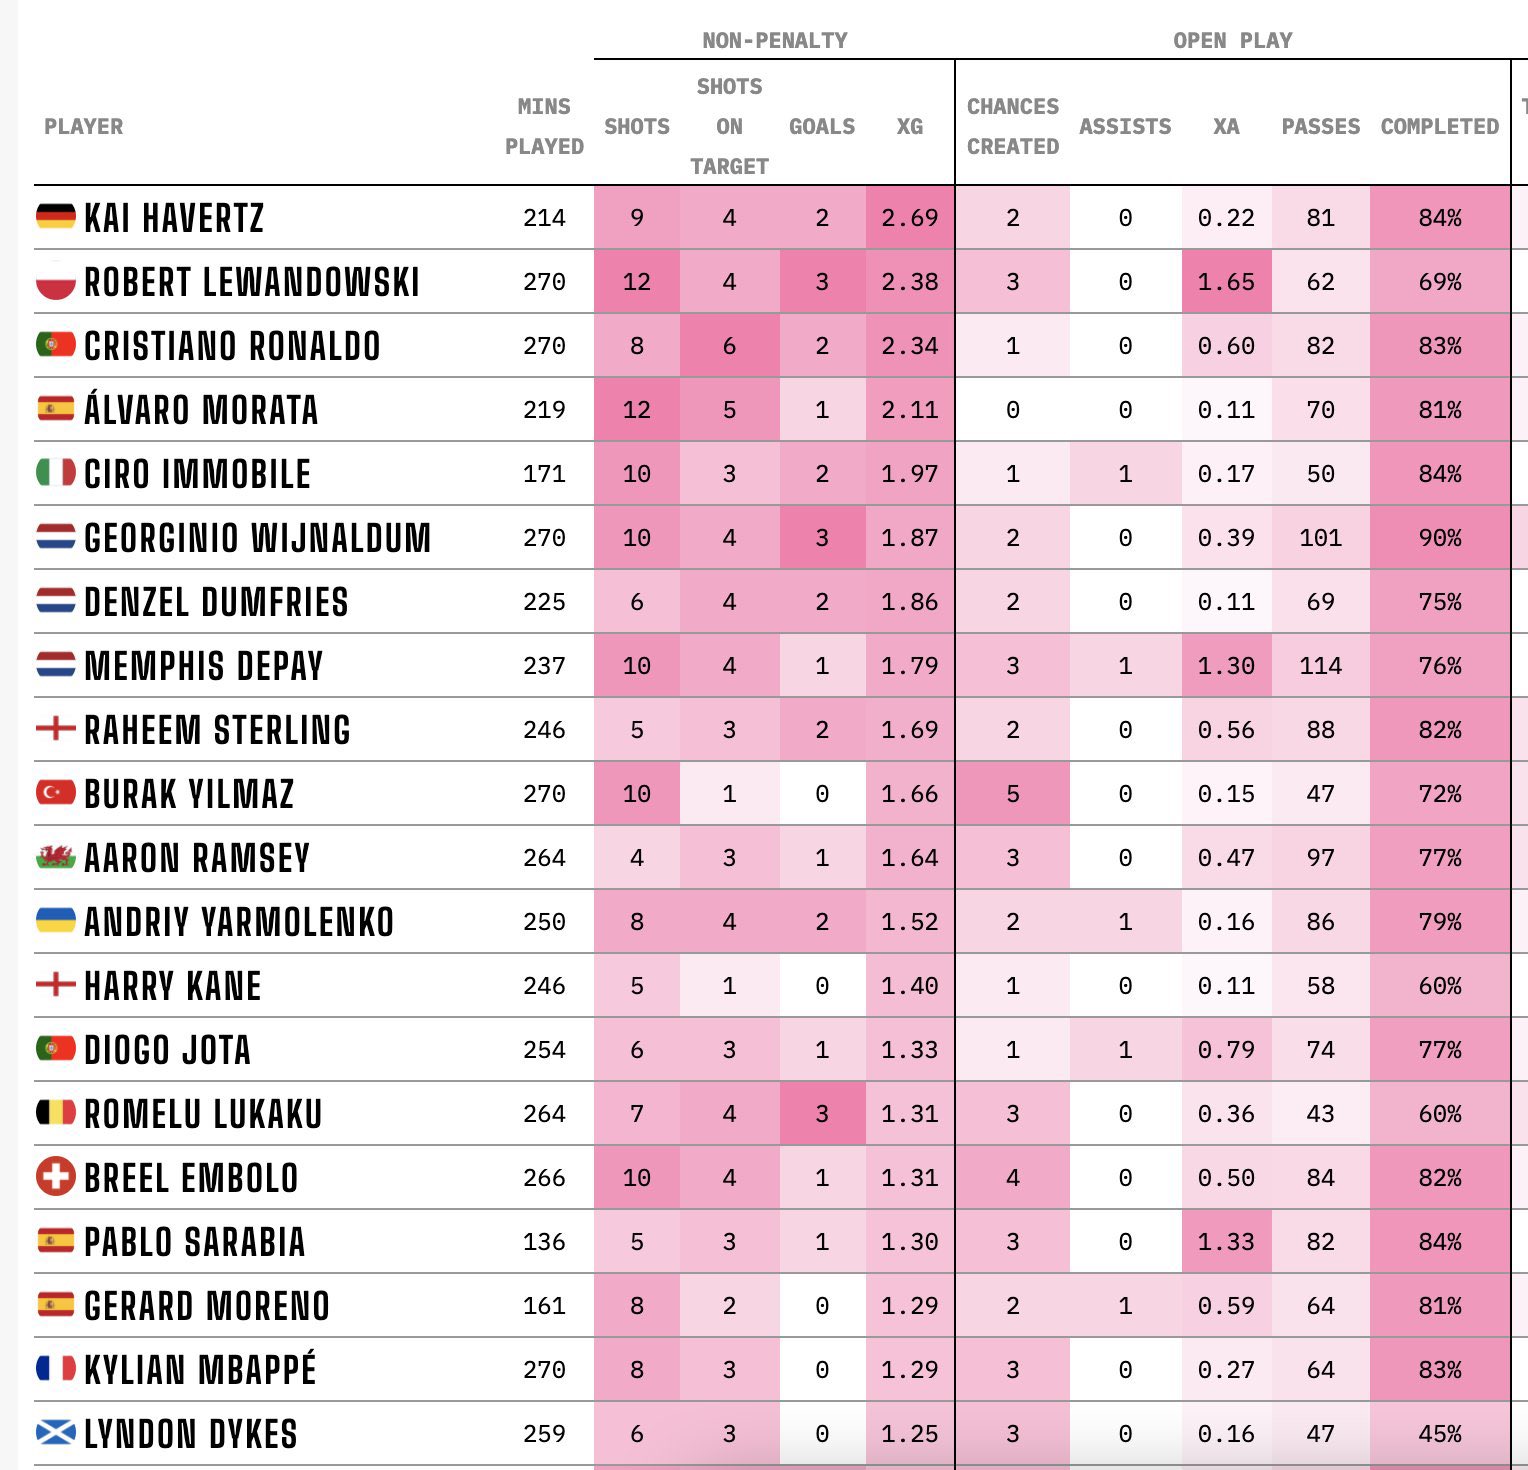 NON-PENALTY OPEN PLAY
PLAYER MINS PLAYED SHOTS SHOTS ON TARGET GOALS XG CHANCES CREATED ASSISTS XA PASSES COMPLETED T
KAI HAVERTZ 214 9 4 2 2.69 2 0 0.22 81 84%
ROBERT LEWANDOWSKI 270 12 4 3 2.38 3 0 1.65 62 69%
CRISTIANO RONALDO 270 8 6 2 2.34 1 0 0.60 82 83%
ÁLVARO MORATA 219 12 5 1 2.11 0 0 0.11 70 81%
CIRO IMMOBILE 171 10 3 2 1.97 1 1 0.17 50 84%
GEORGINIO WIJNALDUM 270 10 4 3 1.87 2 0 0.39 101 90%
DENZEL DUMFRIES 225 6 4 2 1.86 2 0 0.11 69 75%
MEMPHIS DEPAY 237 10 4 1 1.79 3 1 1.30 114 76%
RAHEEM STERLING 246 5 3 2 1.69 2 0 0.56 88 82%
BURAK YILMAZ 270 10 1 0 1.66 5 0 0.15 47 72%
AARON RAMSEY 264 4 3 1 1.64 3 0 0.47 97 77%
ANDRIY YARMOLENKO 250 8 4 2 1.52 2 1 0.16 86 79%
HARRY KANE 246 5 1 0 1.40 1 0 0.11 58 60%
DIOGO JOTA 254 6 3 1 1.33 1 1 0.79 74 77%
ROMELU LUKAKU 264 7 4 3 1.31 3 0 0.36 43 60%
BREEL EMBOLO 266 10 4 1 1.31 4 0 0.50 84 82%
PABLO SARABIA 136 5 3 1 1.30 3 0 1.33 82 84%
GERARD MORENO 161 8 2 0 1.29 2 1 0.59 64 81%
KYLIAN MBAPPÉ 270 8 3 0 1.29 3 0 0.27 64 83%
LYNDON DYKES 259 6 3 0 1.25 3 0 0.16 47 45%